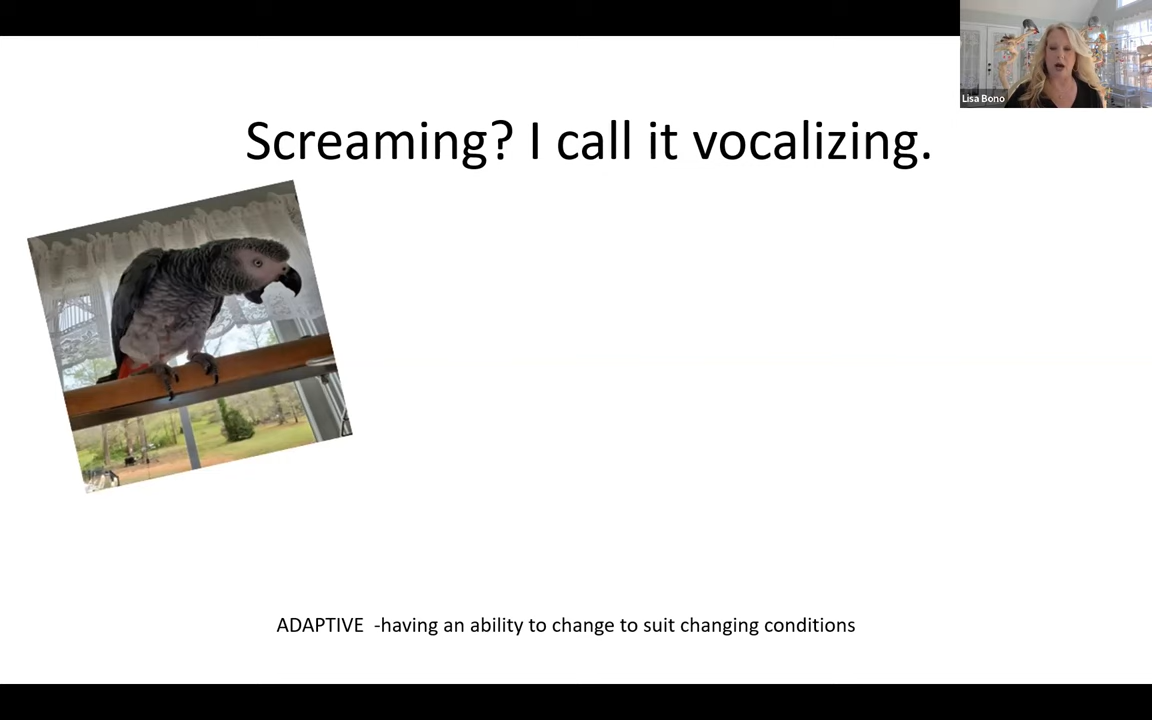 Lisa Bono
Screaming? I call it vocalizing.
ADAPTIVE -having an ability to change to suit changing conditions